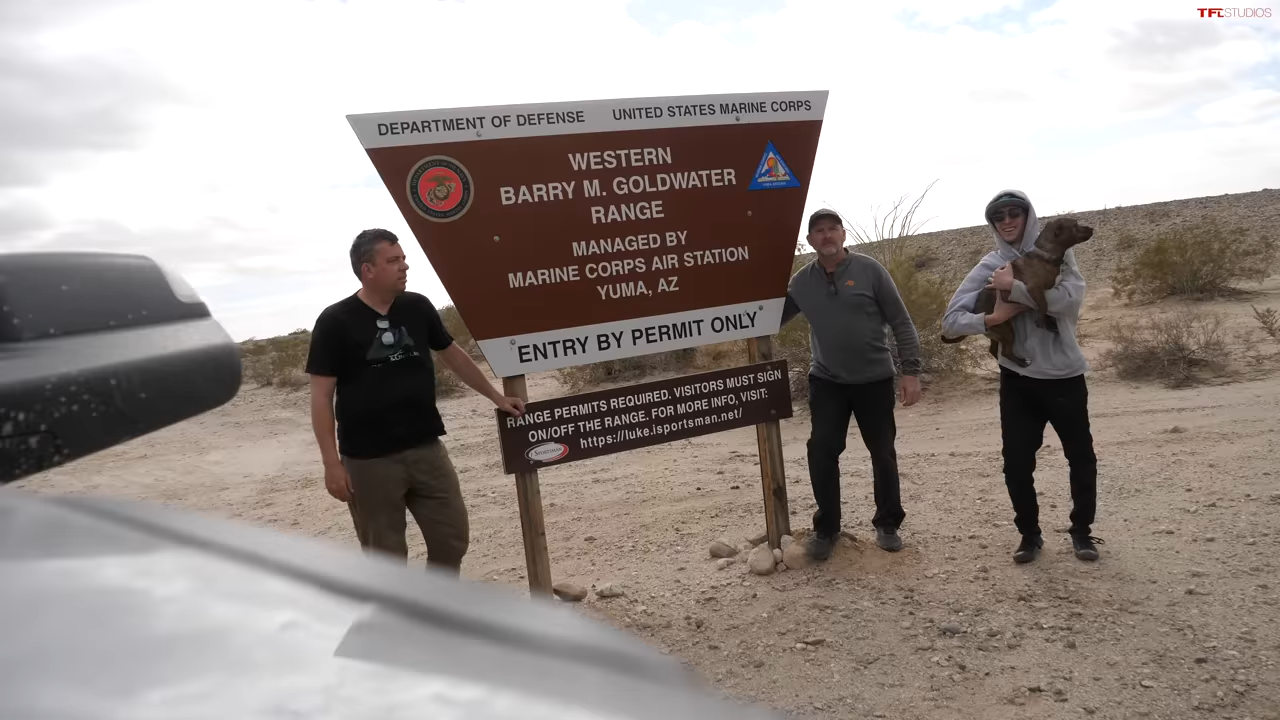 TFLSTUDIOS
DEPARTMENT OF DEFENSE UNITED STATES MARINE CORPS
WESTERN
BARRY M. GOLDWATER
RANGE
MANAGED BY
MARINE CORPS AIR STATION
YUMA, AZ
ENTRY BY PERMIT ONLY
RANGE PERMITS REQUIRED. VISITORS MUST SIGN
ON/OFF THE RANGE. FOR MORE INFO, VISIT:
https://luke.isportsman.net/
iSPORTSMAN